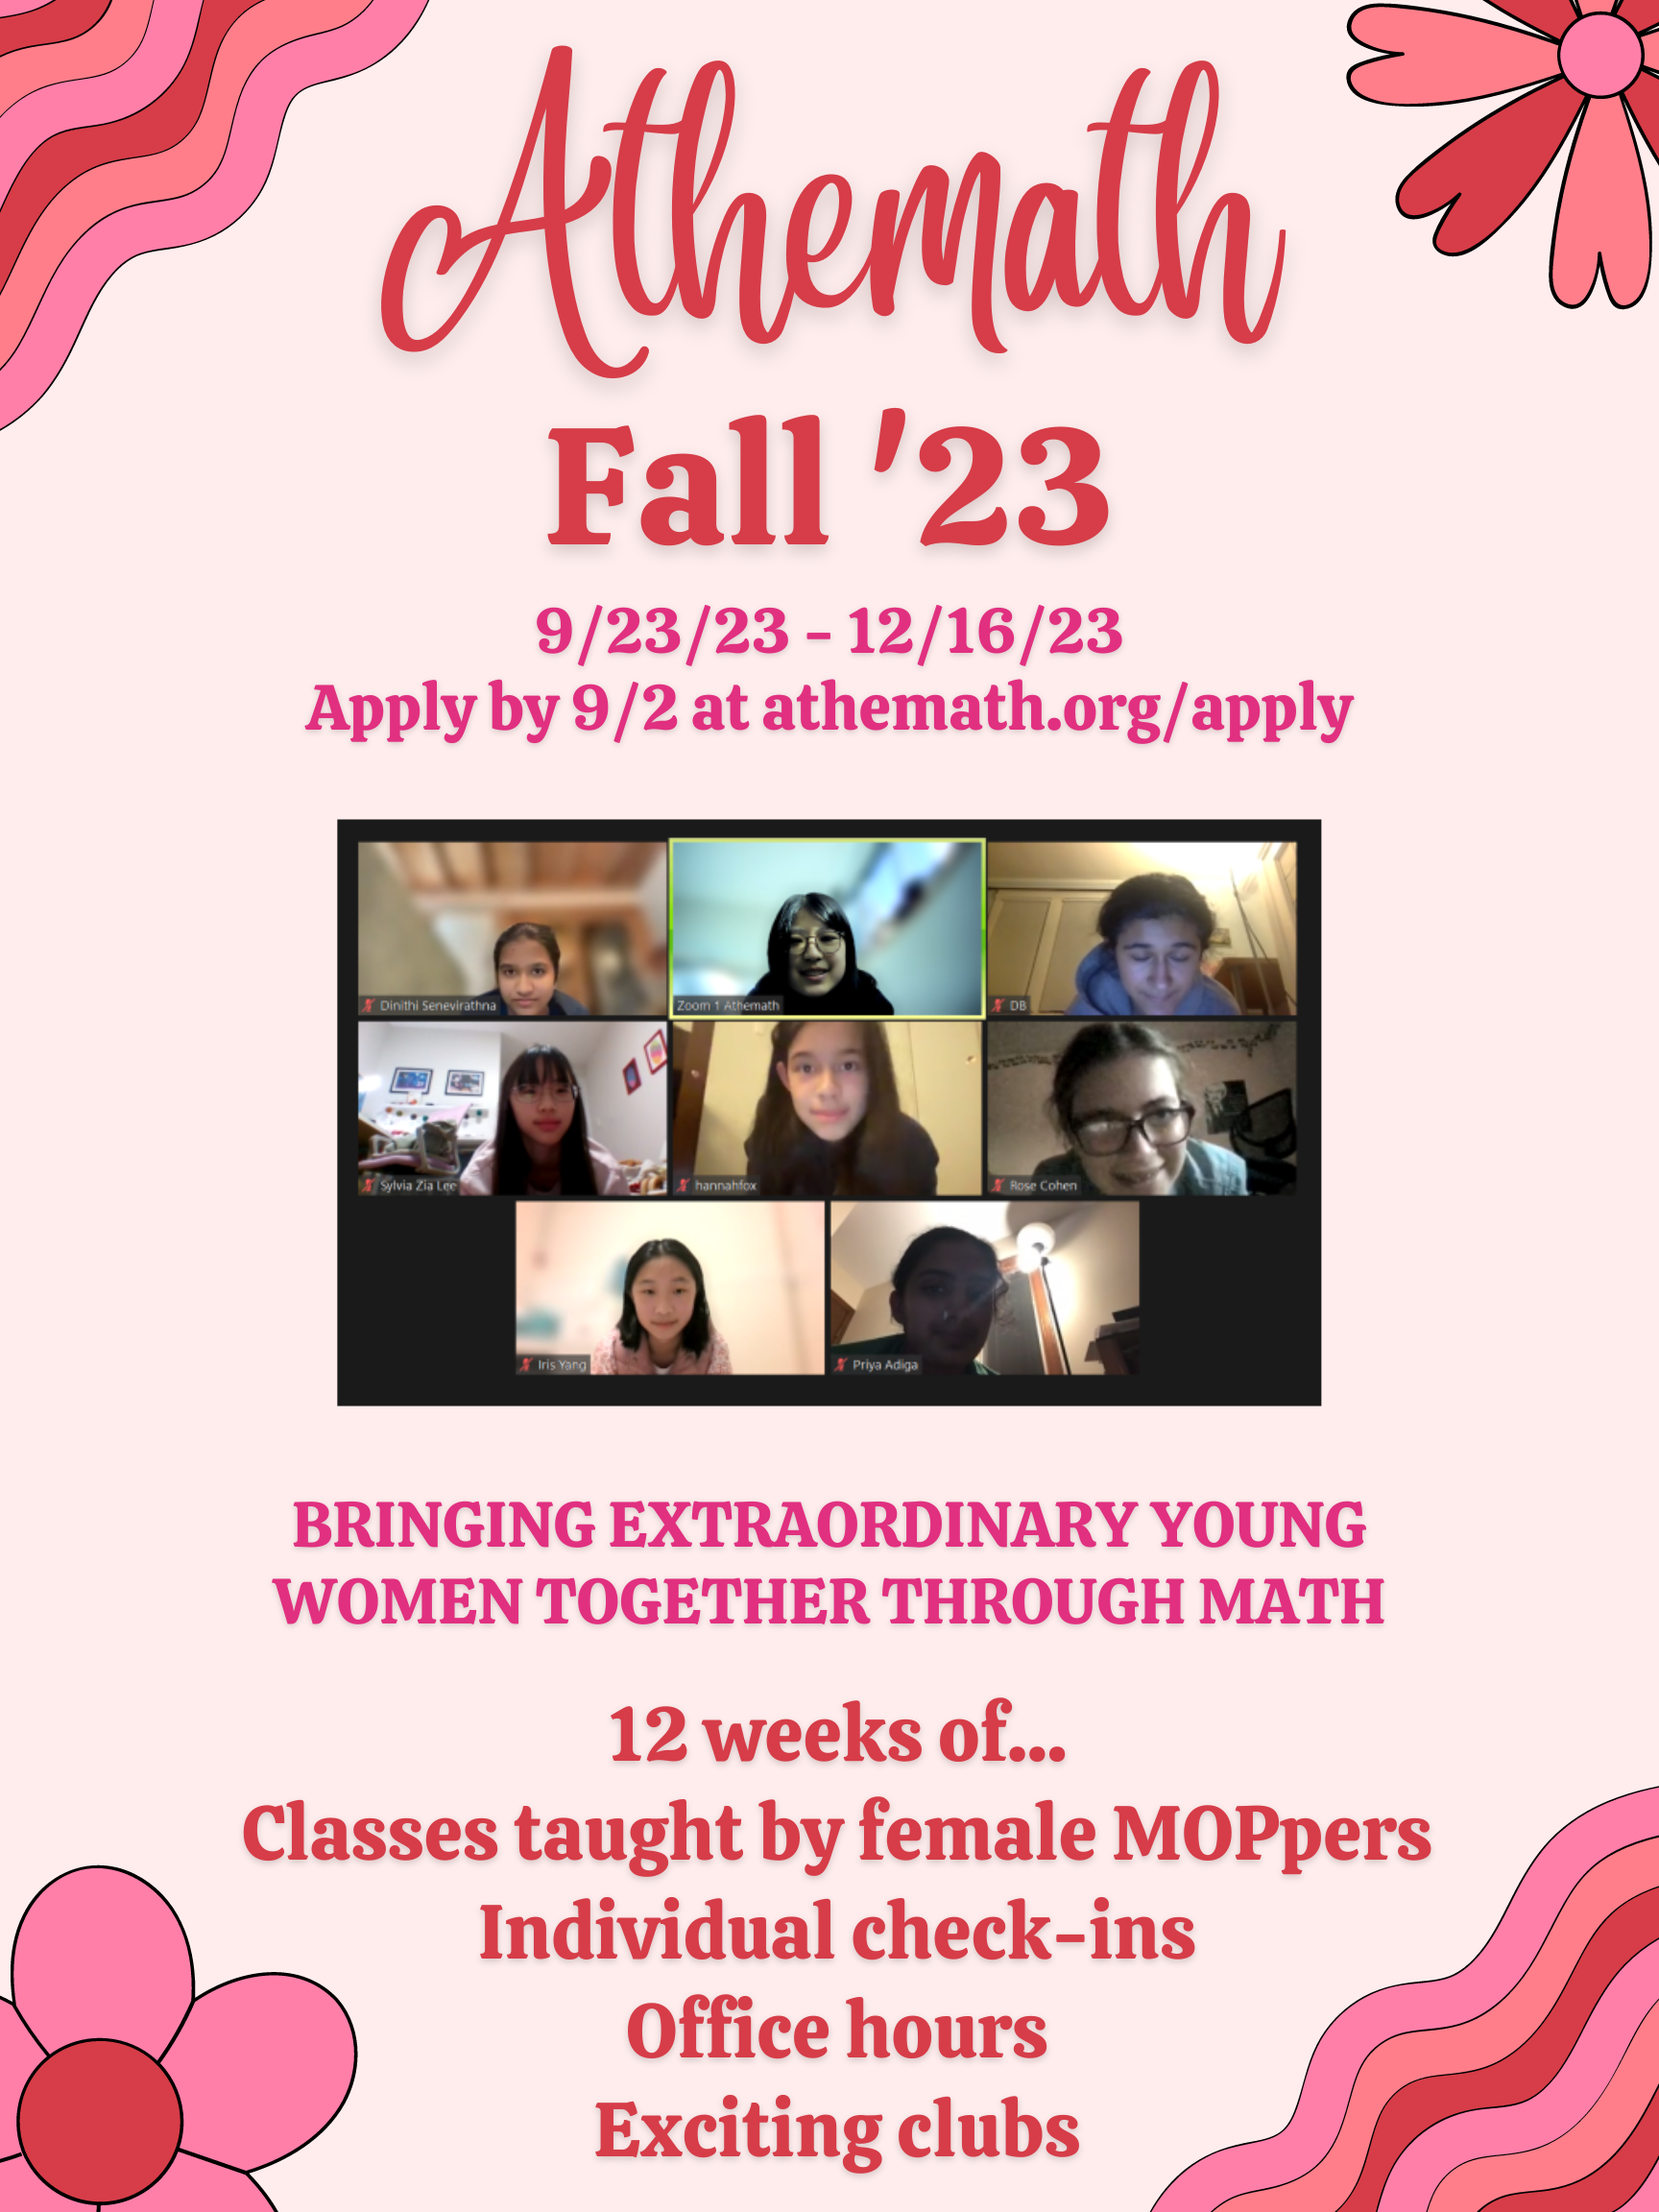 Athemath
Fall '23
9/23/23 - 12/16/23
Apply by 9/2 at athemath.org/apply
Dinithi Senevirathna
Zoom 1 Athemath
DB
Sylvia Zia Lee
hannahfox
Rose Cohen
Iris Yang
Priya Adiga
BRINGING EXTRAORDINARY YOUNG
WOMEN TOGETHER THROUGH MATH
12 weeks of...
Classes taught by female MOPpers
Individual check-ins
Office hours
Exciting clubs